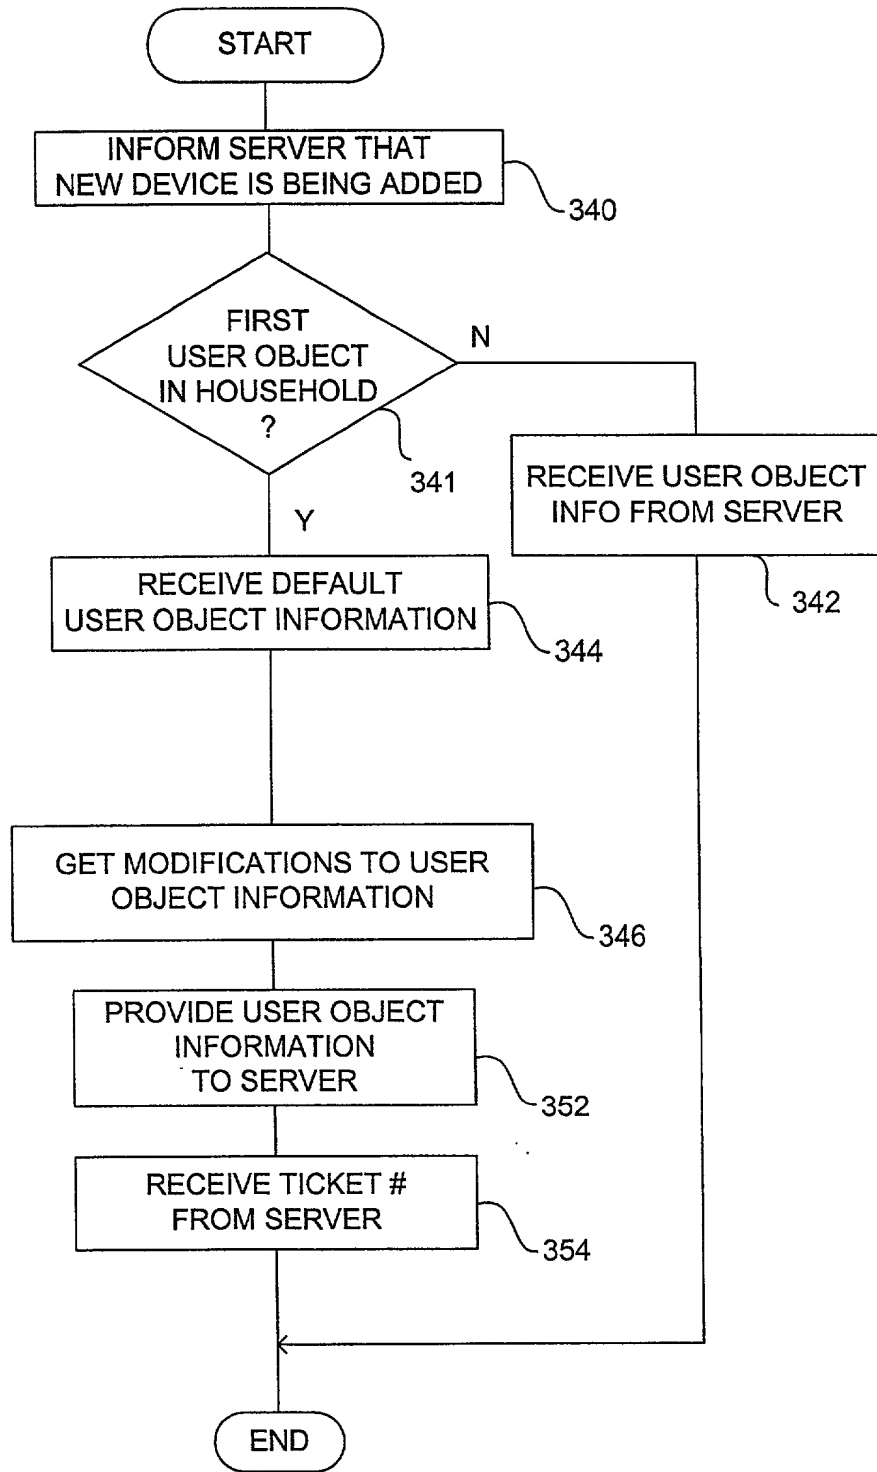 START
INFORM SERVER THAT
NEW DEVICE IS BEING ADDED
340
FIRST
USER OBJECT
IN HOUSEHOLD
?
N
341
Y
RECEIVE USER OBJECT
INFO FROM SERVER
342
RECEIVE DEFAULT
USER OBJECT INFORMATION
344
GET MODIFICATIONS TO USER
OBJECT INFORMATION
346
PROVIDE USER OBJECT
INFORMATION
TO SERVER
352
RECEIVE TICKET #
FROM SERVER
354
END